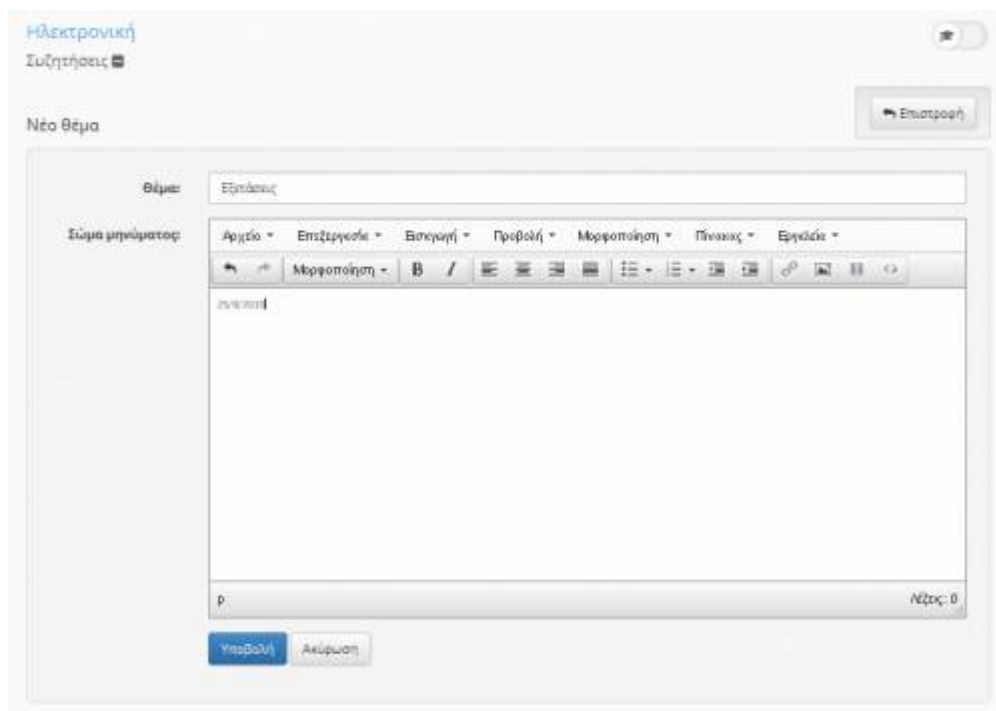 Ηλεκτρονική
Συζητήσεις
Επιστροφή
Νέο θέμα
Θέμα: Εξετάσεις
Σώμα μηνύματος: Αρχείο Επεξεργασία Εισαγωγή Προβολή Μορφοποίηση Πίνακας Εργαλεία
Μορφοποίηση B I
p Λέξεις: 0
Υποβολή Ακύρωση